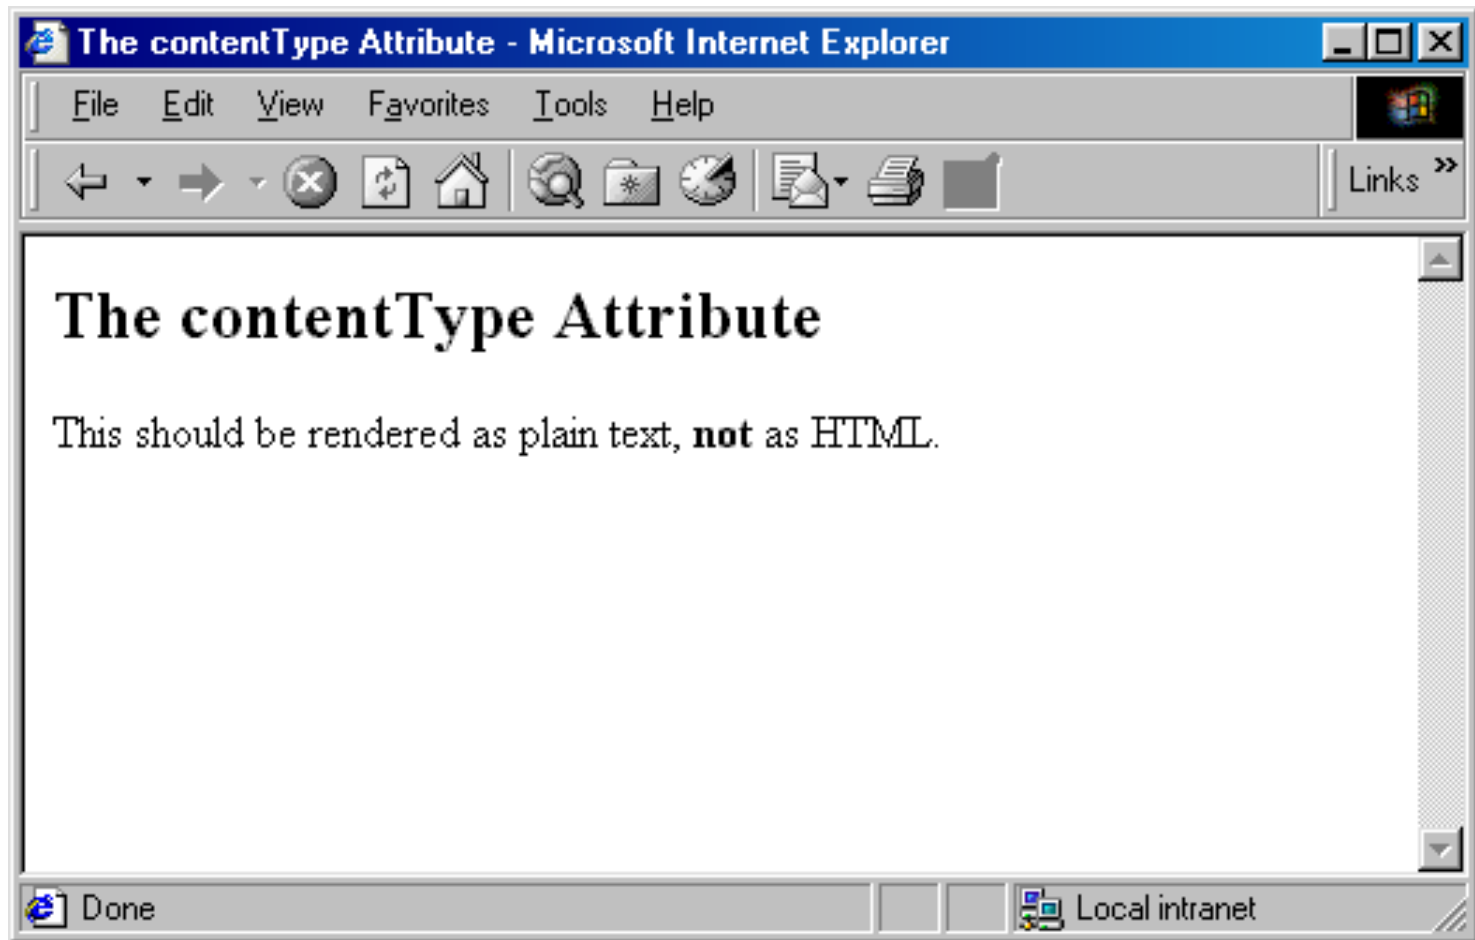 The contentType Attribute - Microsoft Internet Explorer
File Edit View Favorites Tools Help
Links »
The contentType Attribute
This should be rendered as plain text, not as HTML.
Done Local intranet